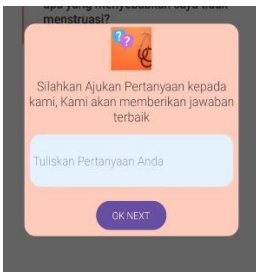 apa yang menyebabkan saya tidak
menstruasi?
Silahkan Ajukan Pertanyaan kepada
kami, Kami akan memberikan jawaban
terbaik
Tuliskan Pertanyaan Anda
OK NEXT